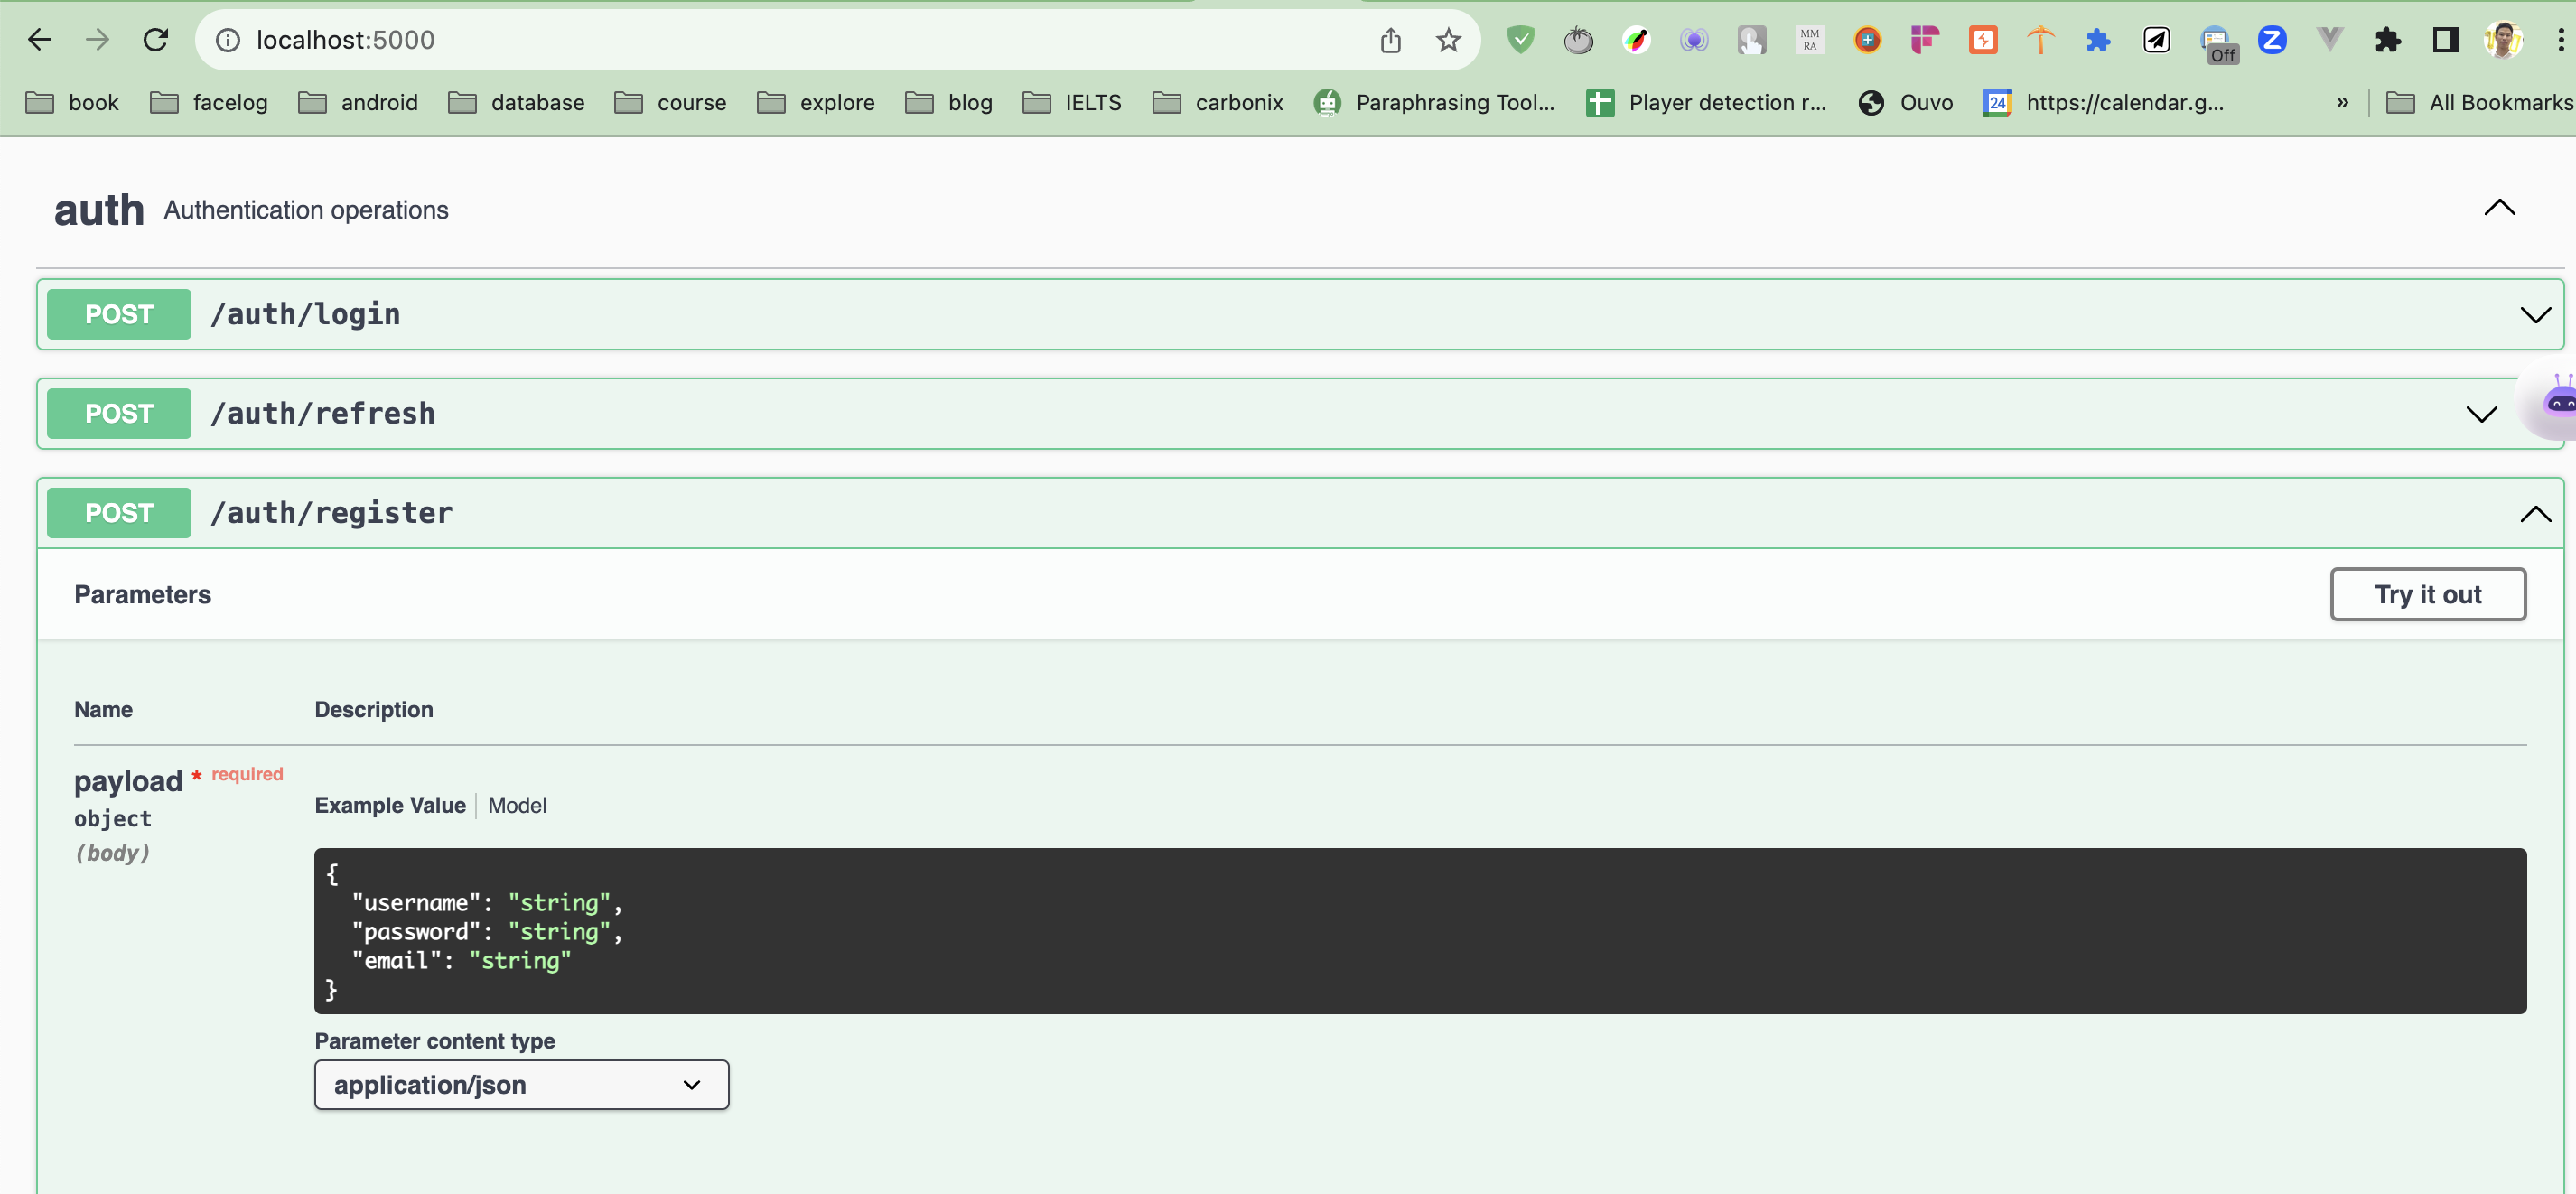 localhost:5000
MM
RA
Off
book facelog android database course explore blog IELTS carbonix Paraphrasing Tool... Player detection r... Ouvo 24 https://calendar.g... » All Bookmarks
auth Authentication operations
POST /auth/login
POST /auth/refresh
POST /auth/register
Parameters Try it out
Name Description
payload * required
object
(body)
Example Value Model
{
"username": "string",
"password": "string",
"email": "string"
}
Parameter content type
application/json